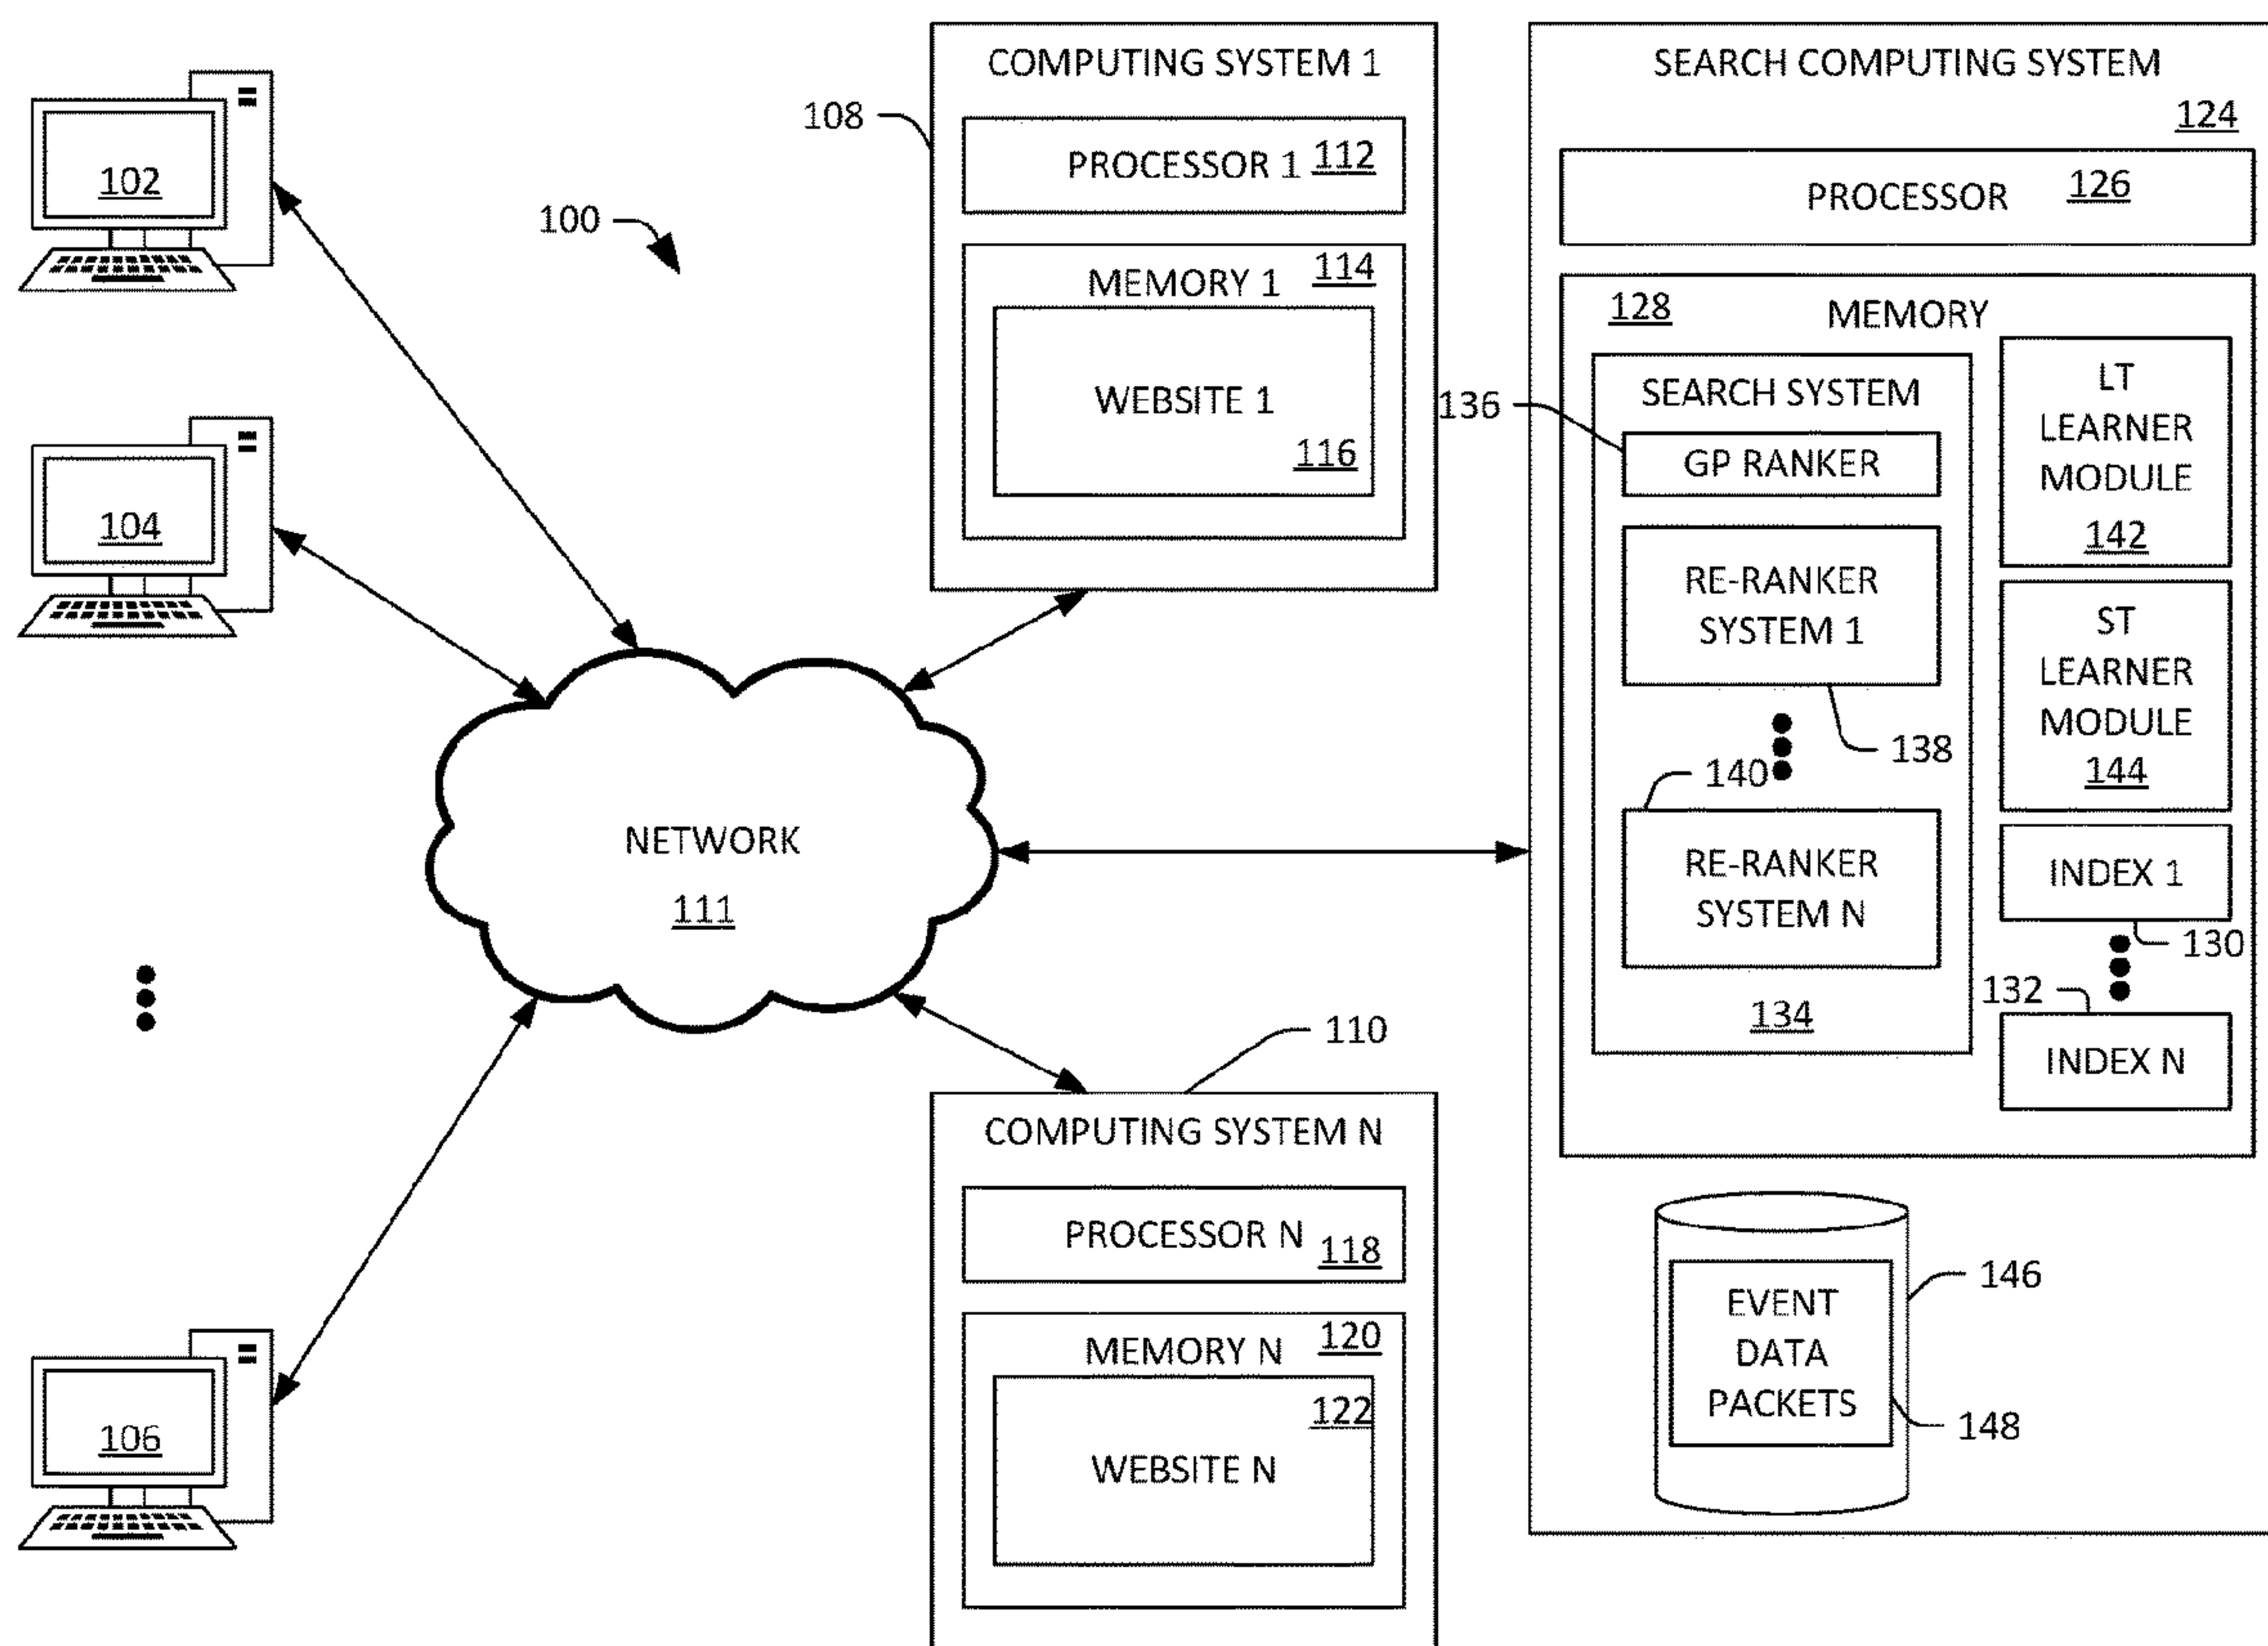 102
104
106
100
NETWORK
111
108
COMPUTING SYSTEM 1
PROCESSOR 1 112
MEMORY 1 114
WEBSITE 1
116
110
COMPUTING SYSTEM N
PROCESSOR N 118
MEMORY N 120
122
WEBSITE N
SEARCH COMPUTING SYSTEM
124
PROCESSOR 126
128 MEMORY
SEARCH SYSTEM
136
GP RANKER
RE-RANKER
SYSTEM 1
138
140
RE-RANKER
SYSTEM N
134
LT
LEARNER
MODULE
142
ST
LEARNER
MODULE
144
INDEX 1
130
132
INDEX N
146
EVENT
DATA
PACKETS
148